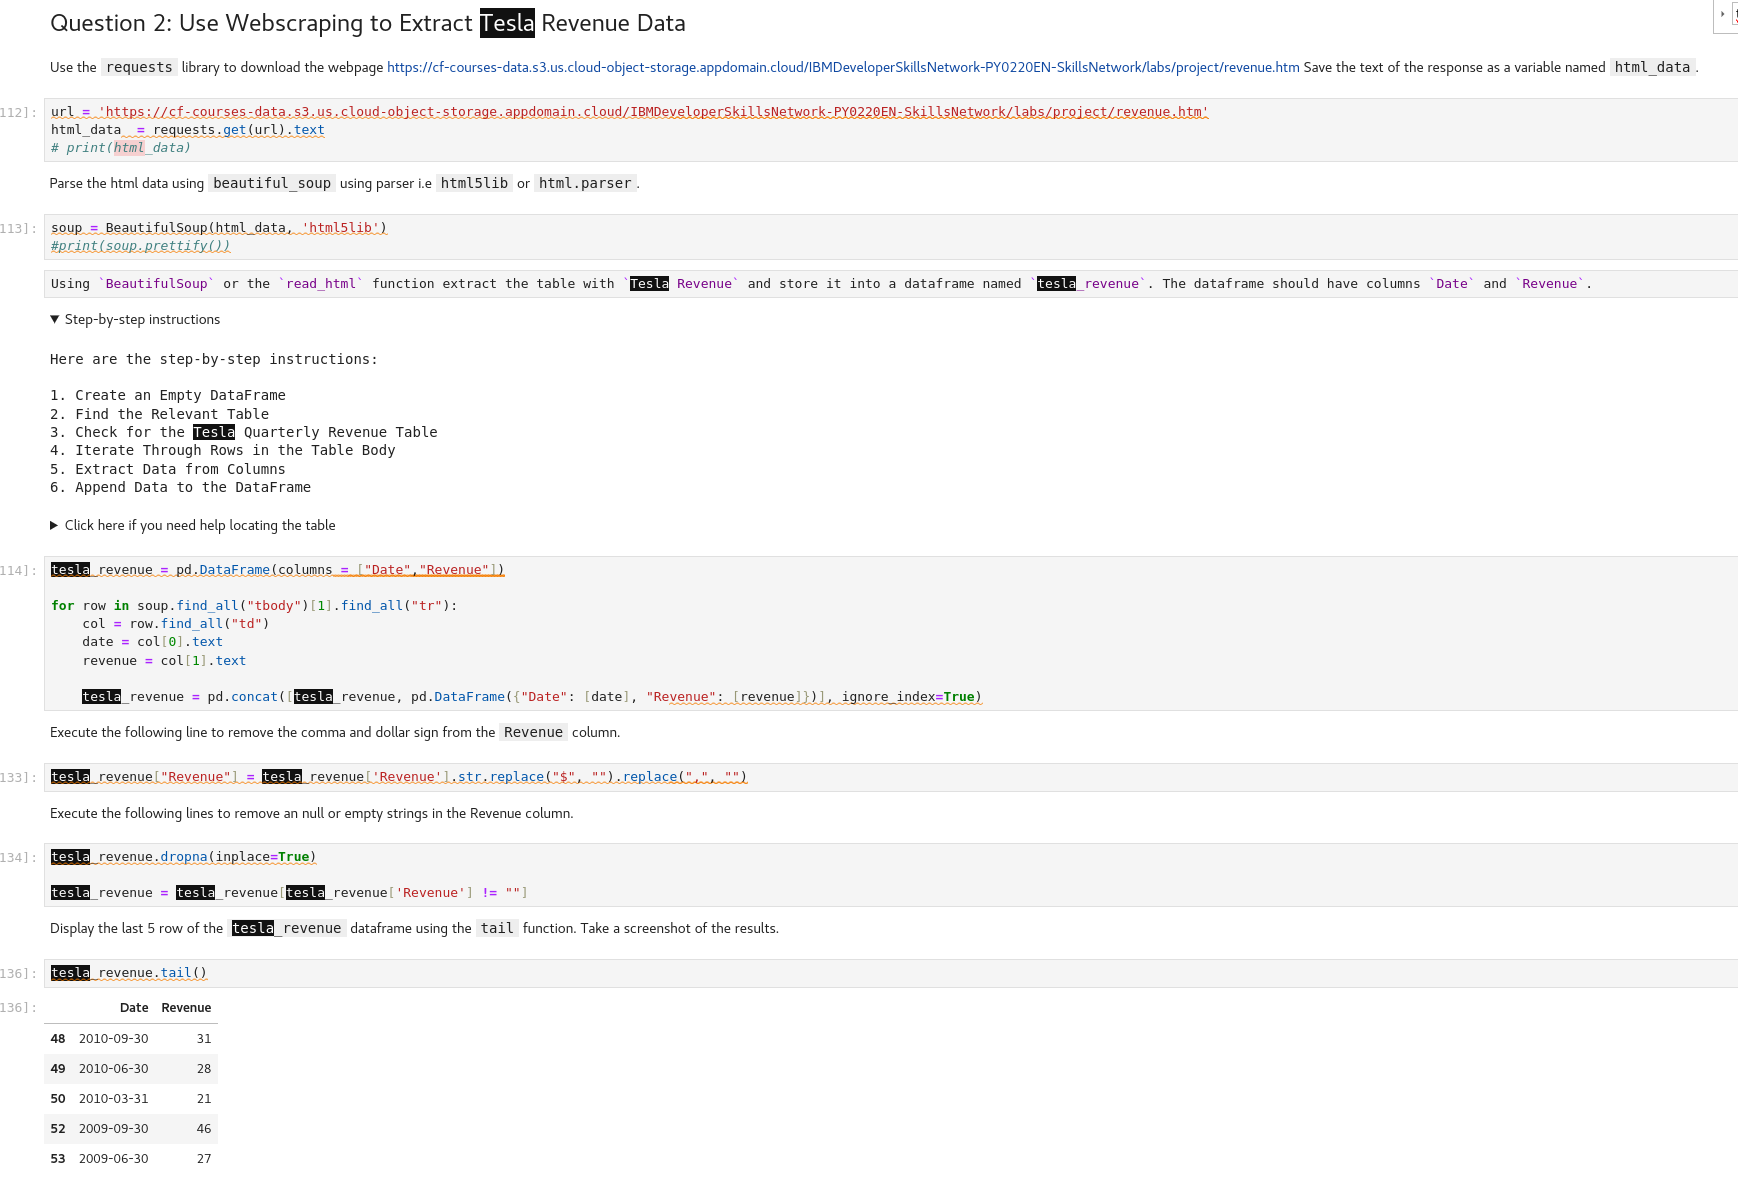 Question 2: Use Webscraping to Extract Tesla Revenue Data
Use the requests library to download the webpage https://cf-courses-data.s3.us.cloud-object-storage.appdomain.cloud/IBMDeveloperSkillsNetwork-PY0220EN-SkillsNetwork/labs/project/revenue.htm Save the text of the response as a variable named html_data.
112]: url = 'https://cf-courses-data.s3.us.cloud-object-storage.appdomain.cloud/IBMDeveloperSkillsNetwork-PY0220EN-SkillsNetwork/labs/project/revenue.htm'
html_data  = requests.get(url).text
# print(html_data)
Parse the html data using beautiful_soup using parser i.e html5lib or html.parser.
113]: soup = BeautifulSoup(html_data, 'html5lib')
#print(soup.prettify())
Using `BeautifulSoup` or the `read_html` function extract the table with `Tesla Revenue` and store it into a dataframe named `tesla_revenue`. The dataframe should have columns `Date` and `Revenue`.
▼ Step-by-step instructions
Here are the step-by-step instructions:
1. Create an Empty DataFrame
2. Find the Relevant Table
3. Check for the Tesla Quarterly Revenue Table
4. Iterate Through Rows in the Table Body
5. Extract Data from Columns
6. Append Data to the DataFrame
▶ Click here if you need help locating the table
114]: tesla_revenue = pd.DataFrame(columns = ["Date","Revenue"])
for row in soup.find_all("tbody")[1].find_all("tr"):
    col = row.find_all("td")
    date = col[0].text
    revenue = col[1].text
    tesla_revenue = pd.concat([tesla_revenue, pd.DataFrame({"Date": [date], "Revenue": [revenue]})], ignore_index=True)
Execute the following line to remove the comma and dollar sign from the Revenue column.
133]: tesla_revenue["Revenue"] = tesla_revenue['Revenue'].str.replace("$", "").replace(",", "")
Execute the following lines to remove an null or empty strings in the Revenue column.
134]: tesla_revenue.dropna(inplace=True)
tesla_revenue = tesla_revenue[tesla_revenue['Revenue'] != ""]
Display the last 5 row of the tesla_revenue dataframe using the tail function. Take a screenshot of the results.
136]: tesla_revenue.tail()
136]: Date Revenue
48 2010-09-30 31
49 2010-06-30 28
50 2010-03-31 21
52 2009-09-30 46
53 2009-06-30 27